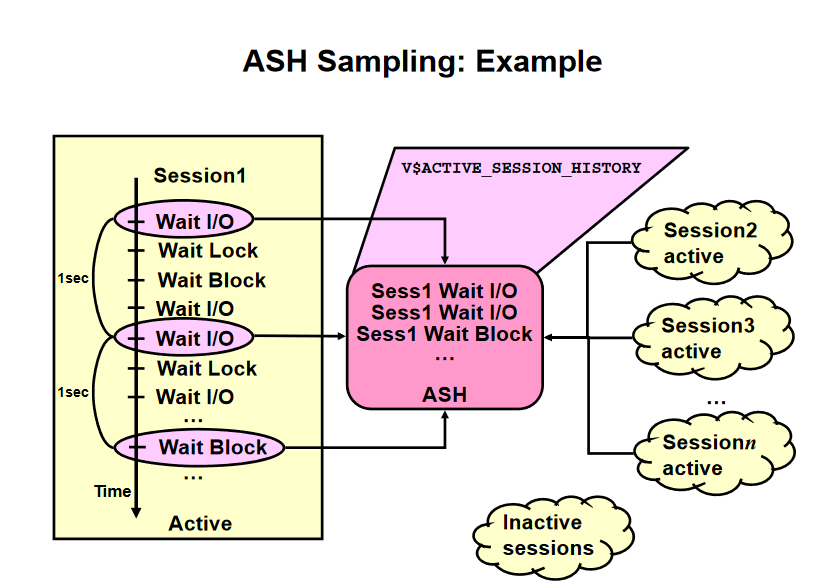 ASH Sampling: Example
Session1
Wait I/O
Wait Lock
Wait Block
Wait I/O
Wait I/O
Wait Lock
Wait I/O
...
Wait Block
...
1sec
1sec
Time
Active
V$ACTIVE_SESSION_HISTORY
Sess1 Wait I/O
Sess1 Wait I/O
Sess1 Wait Block
...
ASH
Session2
active
Session3
active
...
Sessionn
active
Inactive
sessions